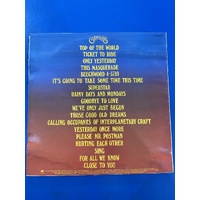 Carpenters
TOP OF THE WORLD
TICKET TO RIDE
ONLY YESTERDAY
THIS MASQUERADE
BEECHWOOD 4-5789
IT'S GOING TO TAKE SOME TIME THIS TIME
SUPERSTAR
RAINY DAYS AND MONDAYS
GOODBYE TO LOVE
WE'VE ONLY JUST BEGUN
THOSE GOOD OLD DREAMS
CALLING OCCUPANTS OF INTERPLANETARY CRAFT
YESTERDAY ONCE MORE
PLEASE MR. POSTMAN
HURTING EACH OTHER
SONG
FOR ALL WE KNOW
CLOSE TO YOU